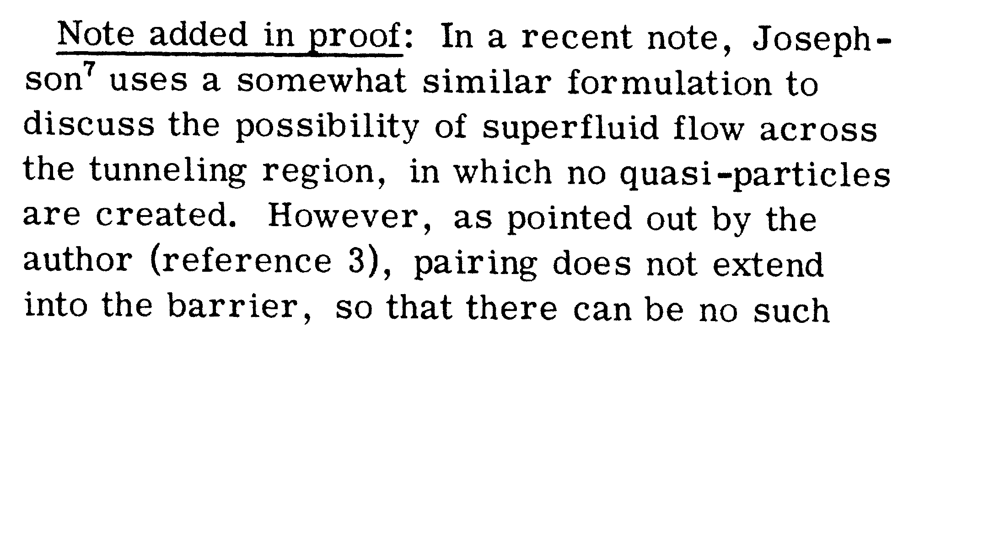 Note added in proof: In a recent note, Joseph-
son⁷ uses a somewhat similar formulation to
discuss the possibility of superfluid flow across
the tunneling region, in which no quasi-particles
are created. However, as pointed out by the
author (reference 3), pairing does not extend
into the barrier, so that there can be no such